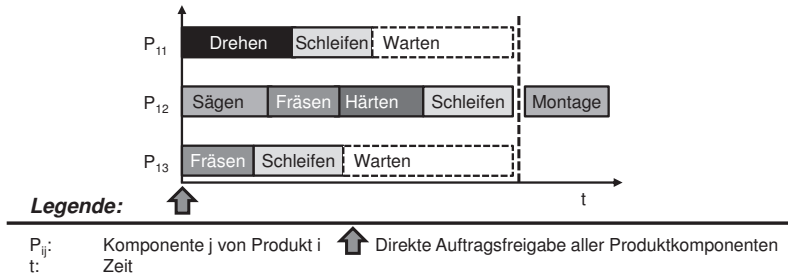 P11 Drehen Schleifen Warten
P12 Sägen Fräsen Härten Schleifen Montage
P13 Fräsen Schleifen Warten
t
Legende:
Pij: Komponente j von Produkt i Direkte Auftragsfreigabe aller Produktkomponenten
t: Zeit